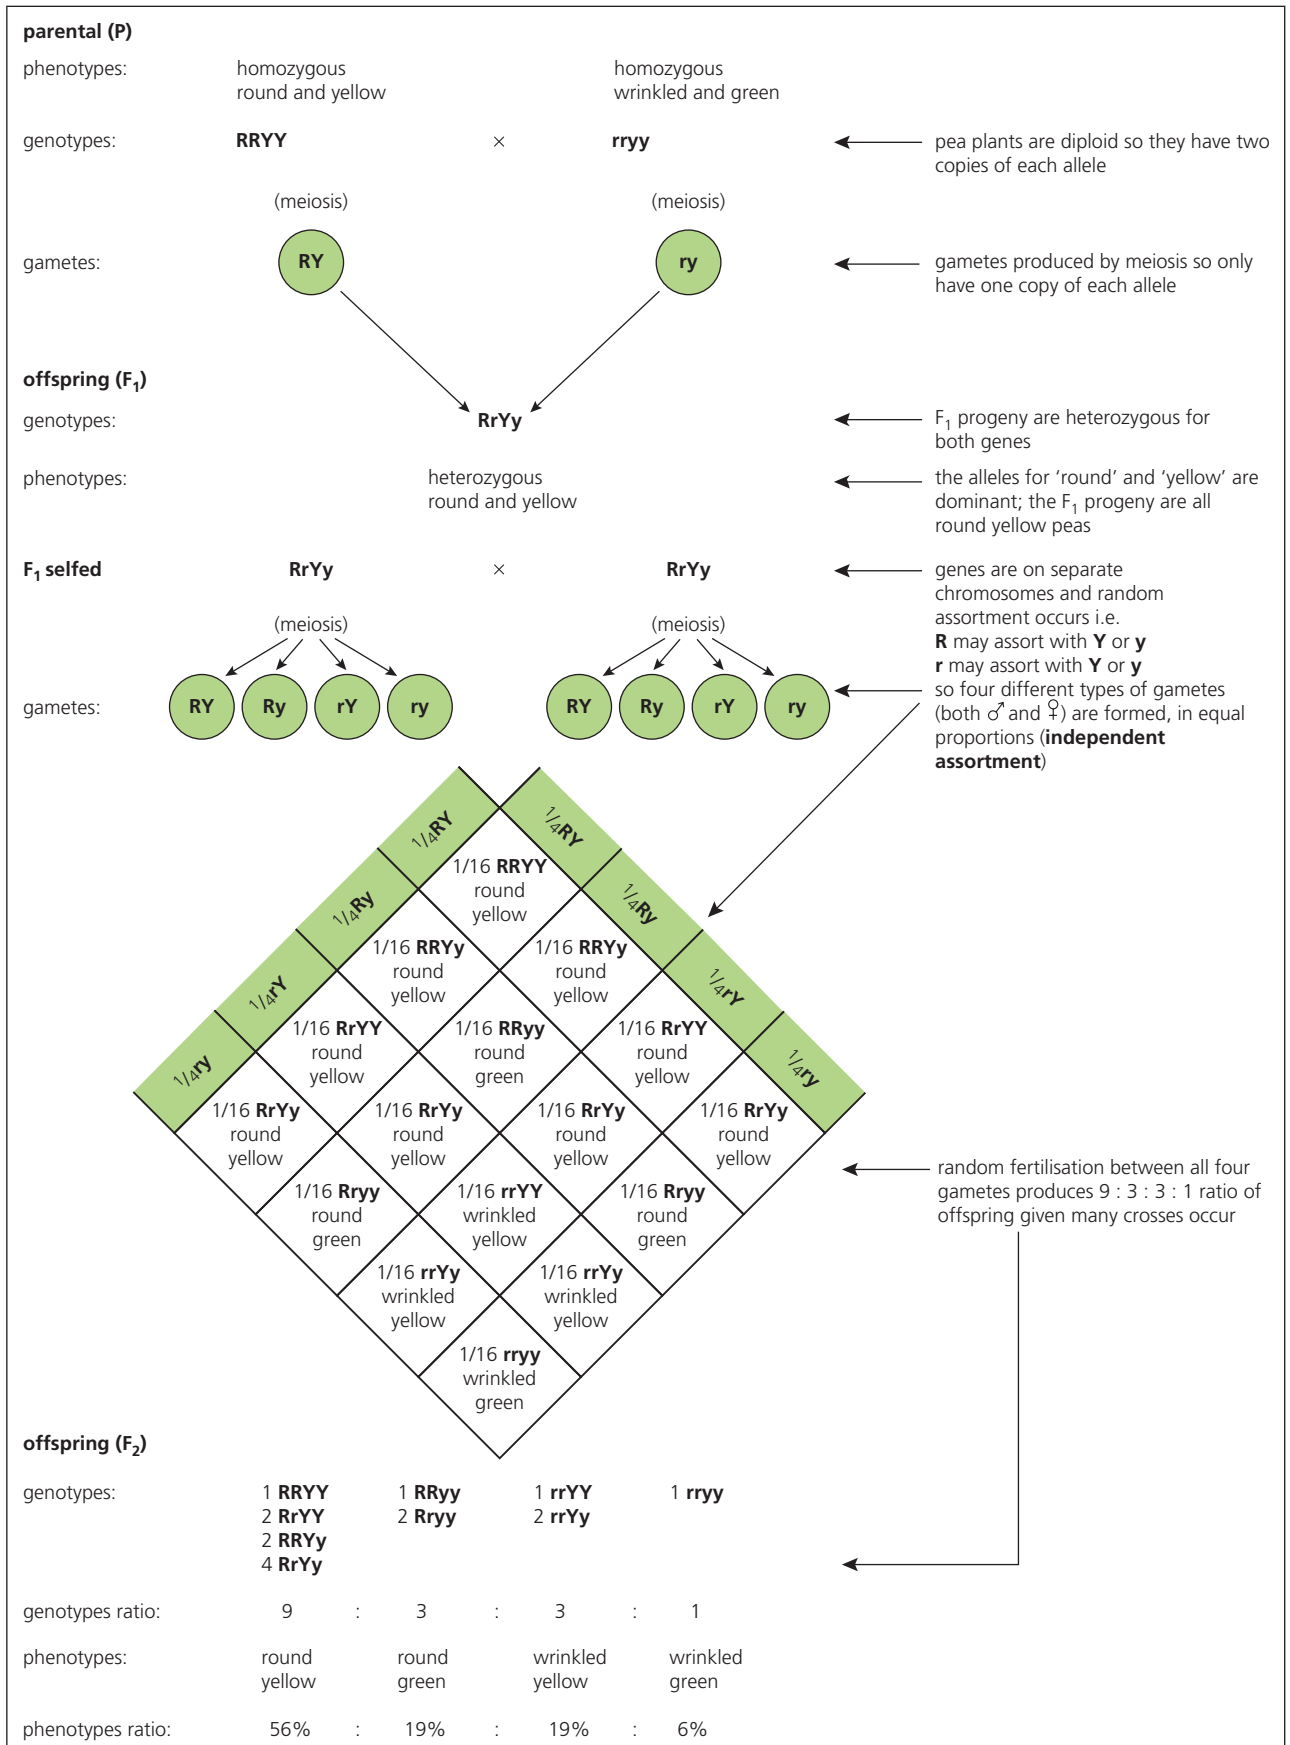 parental (P)
phenotypes:
homozygous
round and yellow
homozygous
wrinkled and green
genotypes:
RRYY
×
rryy
pea plants are diploid so they have two
copies of each allele
(meiosis)
(meiosis)
gametes:
RY
ry
gametes produced by meiosis so only
have one copy of each allele
offspring (F₁)
genotypes:
RrYy
F₁ progeny are heterozygous for
both genes
phenotypes:
heterozygous
round and yellow
the alleles for ‘round’ and ‘yellow’ are
dominant; the F₁ progeny are all
round yellow peas
F₁ selfed
RrYy
×
RrYy
genes are on separate
chromosomes and random
assortment occurs i.e.
R may assort with Y or y
r may assort with Y or y
(meiosis)
(meiosis)
gametes:
RY
Ry
rY
ry
RY
Ry
rY
ry
so four different types of gametes
(both ♂ and ♀) are formed, in equal
proportions (independent
assortment)
1/4RY
1/4Ry
1/4rY
1/4ry
1/4RY
1/4Ry
1/4rY
1/4ry
1/16 RRYY
round
yellow
1/16 RRYy
round
yellow
1/16 RRYy
round
yellow
1/16 RrYY
round
yellow
1/16 RRyy
round
green
1/16 RrYY
round
yellow
1/16 RrYy
round
yellow
1/16 RrYy
round
yellow
1/16 RrYy
round
yellow
1/16 RrYy
round
yellow
1/16 Rryy
round
green
1/16 rrYY
wrinkled
yellow
1/16 Rryy
round
green
1/16 rrYy
wrinkled
yellow
1/16 rrYy
wrinkled
yellow
1/16 rryy
wrinkled
green
random fertilisation between all four
gametes produces 9 : 3 : 3 : 1 ratio of
offspring given many crosses occur
offspring (F₂)
genotypes:
1 RRYY
2 RrYY
2 RRYy
4 RrYy
1 RRyy
2 Rryy
1 rrYY
2 rrYy
1 rryy
genotypes ratio: 9 : 3 : 3 : 1
phenotypes:
round
yellow
round
green
wrinkled
yellow
wrinkled
green
phenotypes ratio: 56% : 19% : 19% : 6%